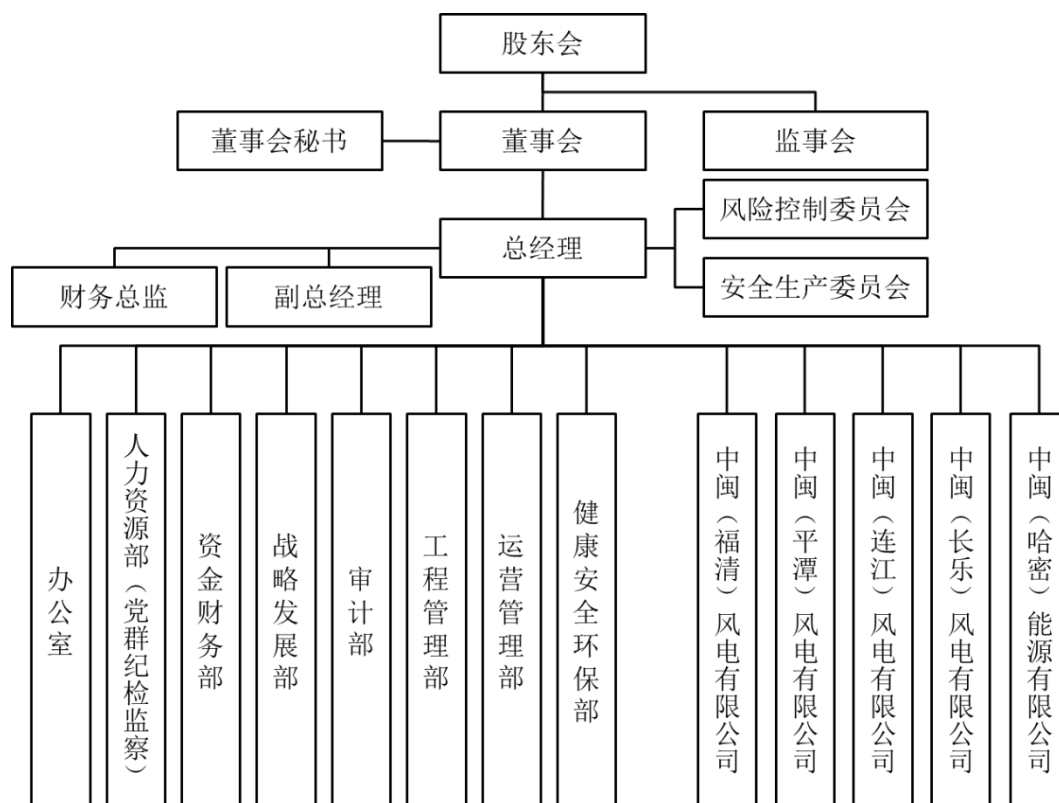 股东会
董事会秘书
董事会
监事会
风险控制委员会
总经理
安全生产委员会
财务总监
副总经理
办公室
人力资源部（党群纪检监察）
资金财务部
战略发展部
审计部
工程管理部
运营管理部
健康安全环保部
中闽（福清）风电有限公司
中闽（平潭）风电有限公司
中闽（连江）风电有限公司
中闽（长乐）风电有限公司
中闽（哈密）能源有限公司